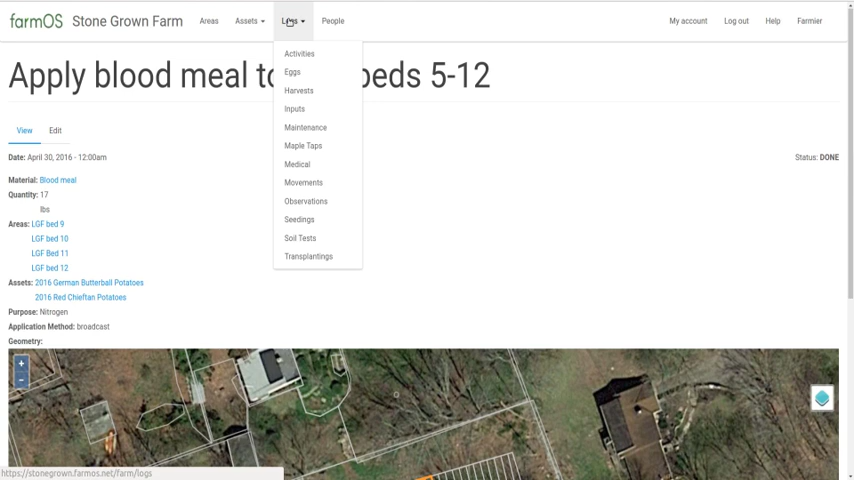 farmOS Stone Grown Farm Areas Assets Logs People My account Log out Help Farmier
Activities
Eggs
Harvests
Inputs
Maintenance
Maple Taps
Medical
Movements
Observations
Seedings
Soil Tests
Transplantings
Apply blood meal to beds 5-12
View Edit
Date: April 30, 2016 - 12:00am Status: DONE
Material: Blood meal
Quantity: 17
lbs
Areas: LGF bed 9
LGF bed 10
LGF Bed 11
LGF bed 12
Assets: 2016 German Butterball Potatoes
2016 Red Chieftan Potatoes
Purpose: Nitrogen
Application Method: broadcast
Geometry:
+
−
https://stonegrown.farmos.net/farm/logs